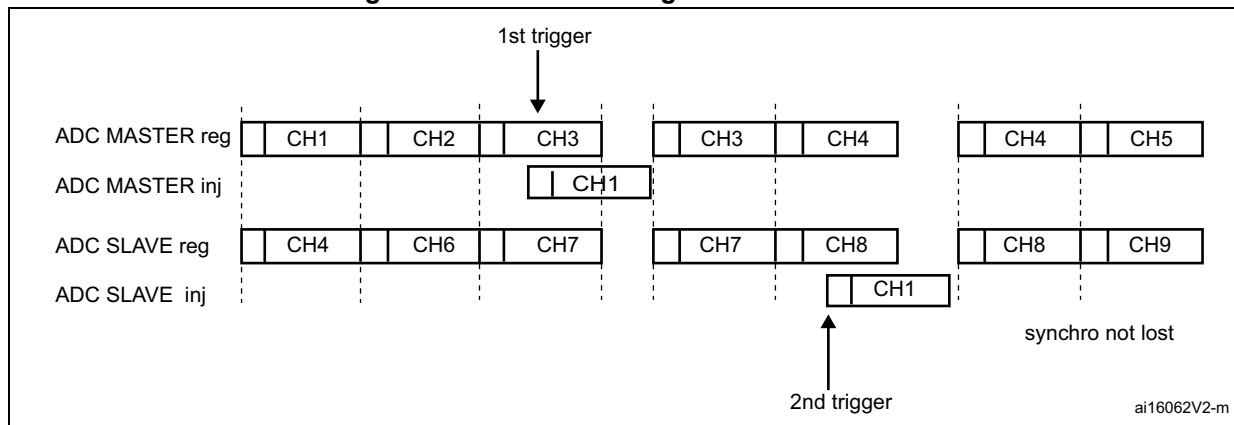 1st trigger
ADC MASTER reg CH1 CH2 CH3 CH3 CH4 CH4 CH5
ADC MASTER inj CH1
ADC SLAVE reg CH4 CH6 CH7 CH7 CH8 CH8 CH9
ADC SLAVE inj CH1
synchro not lost
2nd trigger
ai16062V2-m